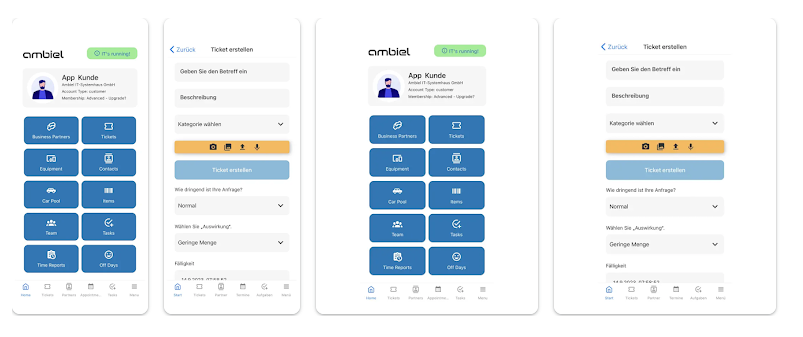 ambiel
IT's running!
App Kunde
Ambiel IT-Systemhaus GmbH
Account Type: customer
Membership: Advanced - Upgrade?
Business Partners
Tickets
Equipment
Contacts
Car Pool
Items
Team
Tasks
Time Reports
Off Days
Home
Tickets
Partners
Appointme...
Tasks
Menu
Zurück
Ticket erstellen
Geben Sie den Betreff ein
Beschreibung
Kategorie wählen
Ticket erstellen
Wie dringend ist Ihre Anfrage?
Normal
Wählen Sie „Auswirkung".
Geringe Menge
Fälligkeit
Start
Tickets
Partner
Termine
Aufgaben
Menü
ambiel
IT's running!
App Kunde
Ambiel IT-Systemhaus GmbH
Account Type: customer
Membership: Advanced - Upgrade?
Business Partners
Tickets
Equipment
Contacts
Car Pool
Items
Team
Tasks
Time Reports
Off Days
Home
Tickets
Partners
Appointme...
Tasks
Menu
Zurück
Ticket erstellen
Geben Sie den Betreff ein
Beschreibung
Kategorie wählen
Ticket erstellen
Wie dringend ist Ihre Anfrage?
Normal
Wählen Sie „Auswirkung".
Geringe Menge
Fälligkeit
Start
Tickets
Partner
Termine
Aufgaben
Menü